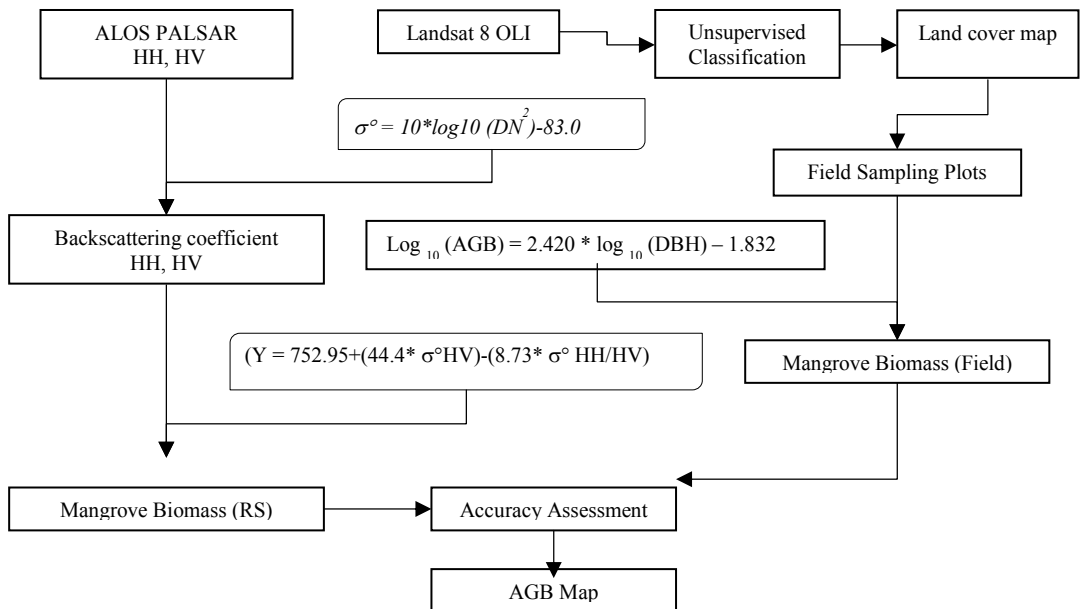 ALOS PALSAR
HH, HV
Landsat 8 OLI
Unsupervised
Classification
Land cover map
σ° = 10*log10 (DN²)-83.0
Field Sampling Plots
Backscattering coefficient
HH, HV
Log 10 (AGB) = 2.420 * log 10 (DBH) – 1.832
(Y = 752.95+(44.4* σ°HV)-(8.73* σ° HH/HV)
Mangrove Biomass (Field)
Mangrove Biomass (RS)
Accuracy Assessment
AGB Map